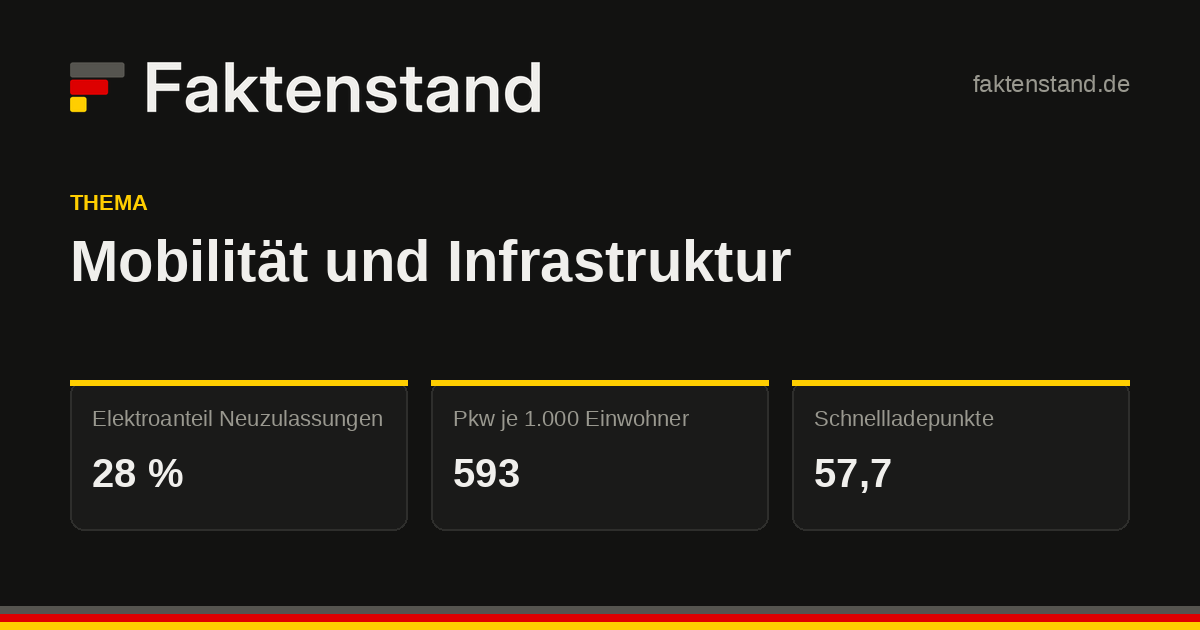 Faktenstand
faktenstand.de
THEMA
Mobilität und Infrastruktur
Elektroanteil Neuzulassungen
28 %
Pkw je 1.000 Einwohner
593
Schnellladepunkte
57,7